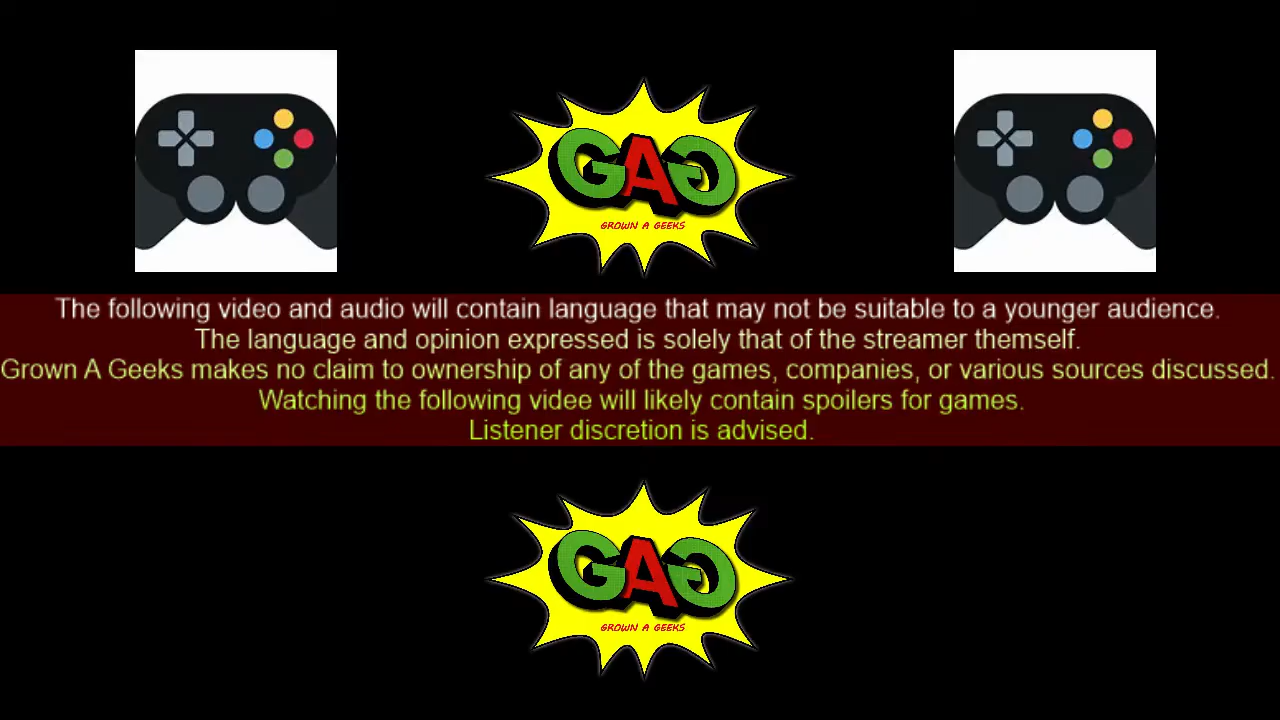 GAG
GROWN A GEEKS
The following video and audio will contain language that may not be suitable to a younger audience.
The language and opinion expressed is solely that of the streamer themself.
Grown A Geeks makes no claim to ownership of any of the games, companies, or various sources discussed.
Watching the following videe will likely contain spoilers for games.
Listener discretion is advised.
GAG
GROWN A GEEKS